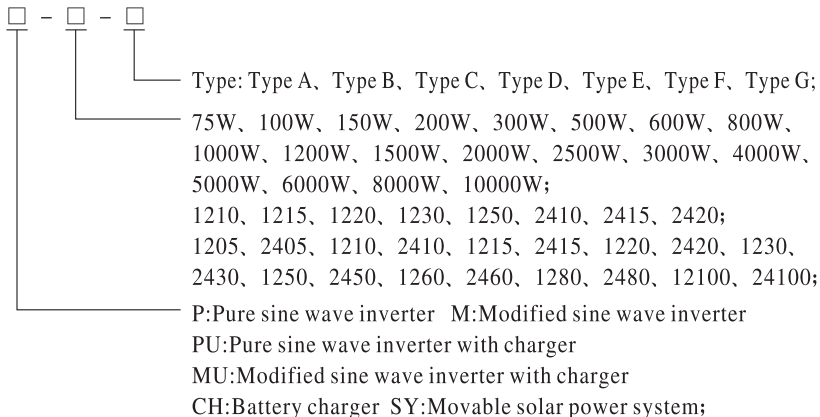 □ - □ - □
Type: Type A、Type B、Type C、Type D、Type E、Type F、Type G;
75W、100W、150W、200W、300W、500W、600W、800W、
1000W、1200W、1500W、2000W、2500W、3000W、4000W、
5000W、6000W、8000W、10000W；
1210、1215、1220、1230、1250、2410、2415、2420；
1205、2405、1210、2410、1215、2415、1220、2420、1230、
2430、1250、2450、1260、2460、1280、2480、12100、24100；
P:Pure sine wave inverter M:Modified sine wave inverter
PU:Pure sine wave inverter with charger
MU:Modified sine wave inverter with charger
CH:Battery charger SY:Movable solar power system；